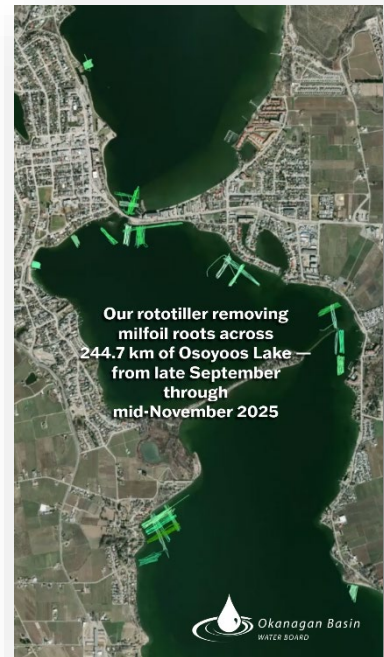 Our rototiller removing
milfoil roots across
244.7 km of Osoyoos Lake —
from late September
through
mid-November 2025
Okanagan Basin
WATER BOARD